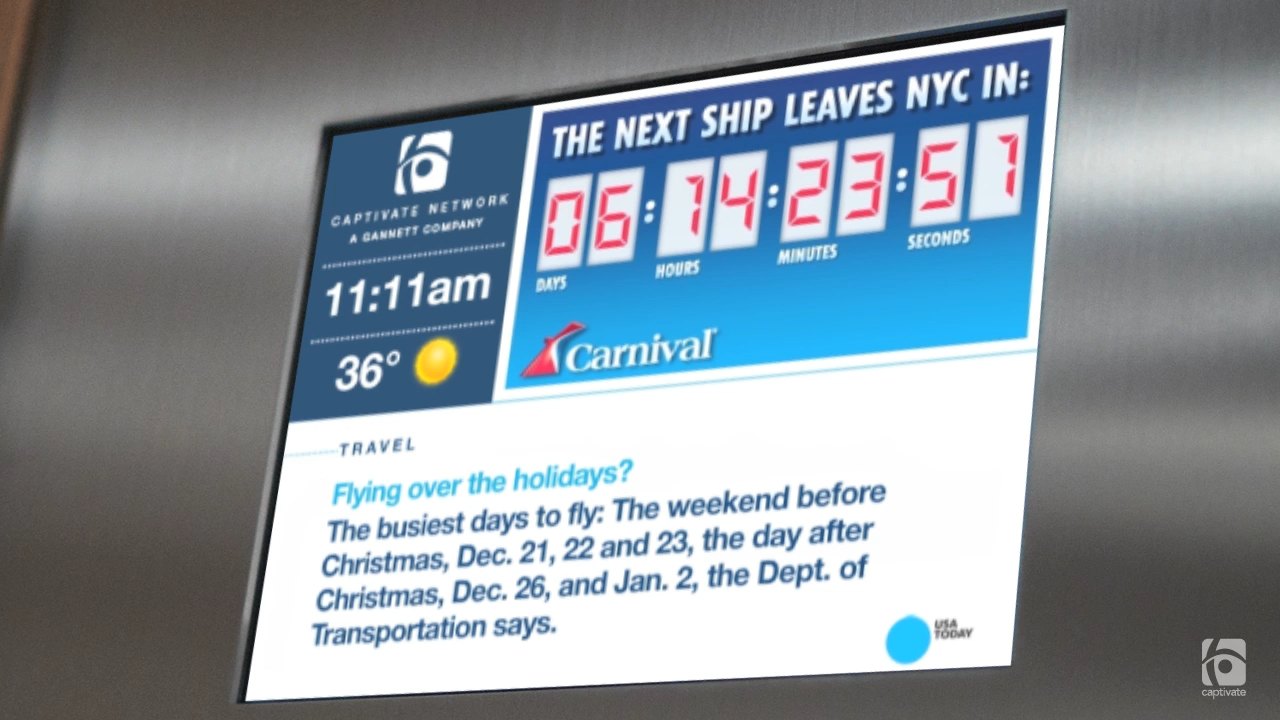 CAPTIVATE NETWORK
A GANNETT COMPANY
11:11am
36°
THE NEXT SHIP LEAVES NYC IN:
06:14:23:51
DAYS HOURS MINUTES SECONDS
Carnival
TRAVEL
Flying over the holidays?
The busiest days to fly: The weekend before
Christmas, Dec. 21, 22 and 23, the day after
Christmas, Dec. 26, and Jan. 2, the Dept. of
Transportation says.
USA
TODAY
captivate